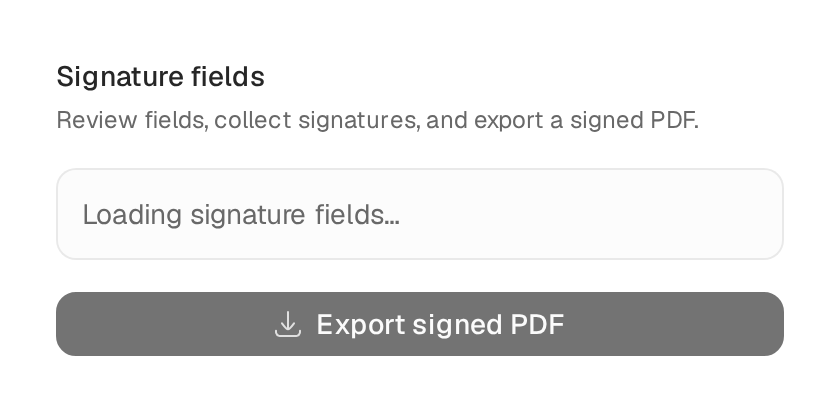 Signature fields
Review fields, collect signatures, and export a signed PDF.
Loading signature fields...
Export signed PDF